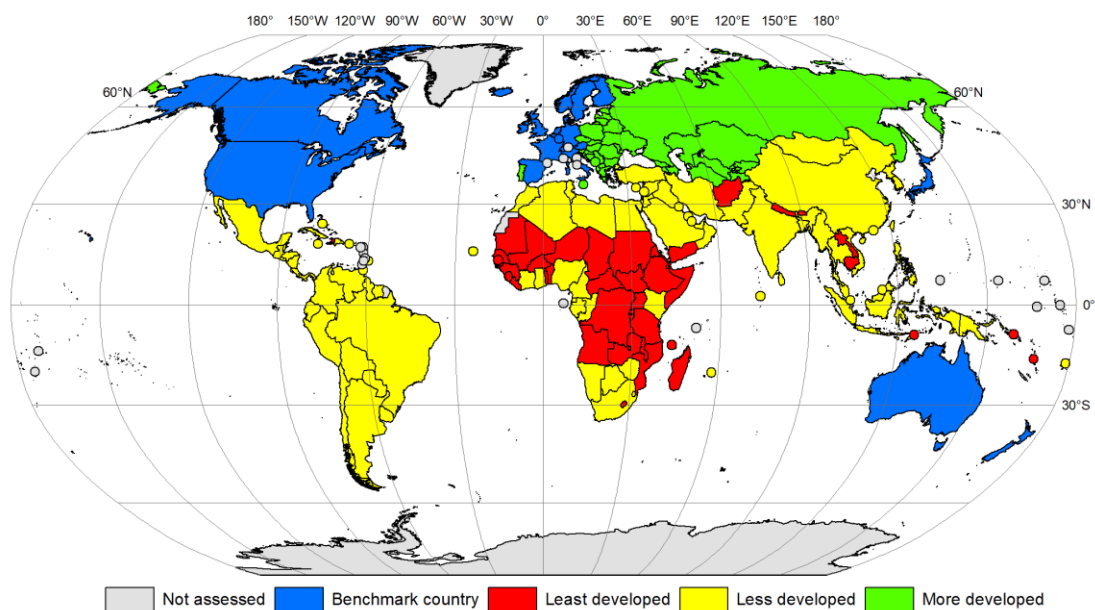 180° 150°W 120°W 90°W 60°W 30°W 0° 30°E 60°E 90°E 120°E 150°E 180°
60°N 60°N
30°N
0°
30°S
Not assessed Benchmark country Least developed Less developed More developed